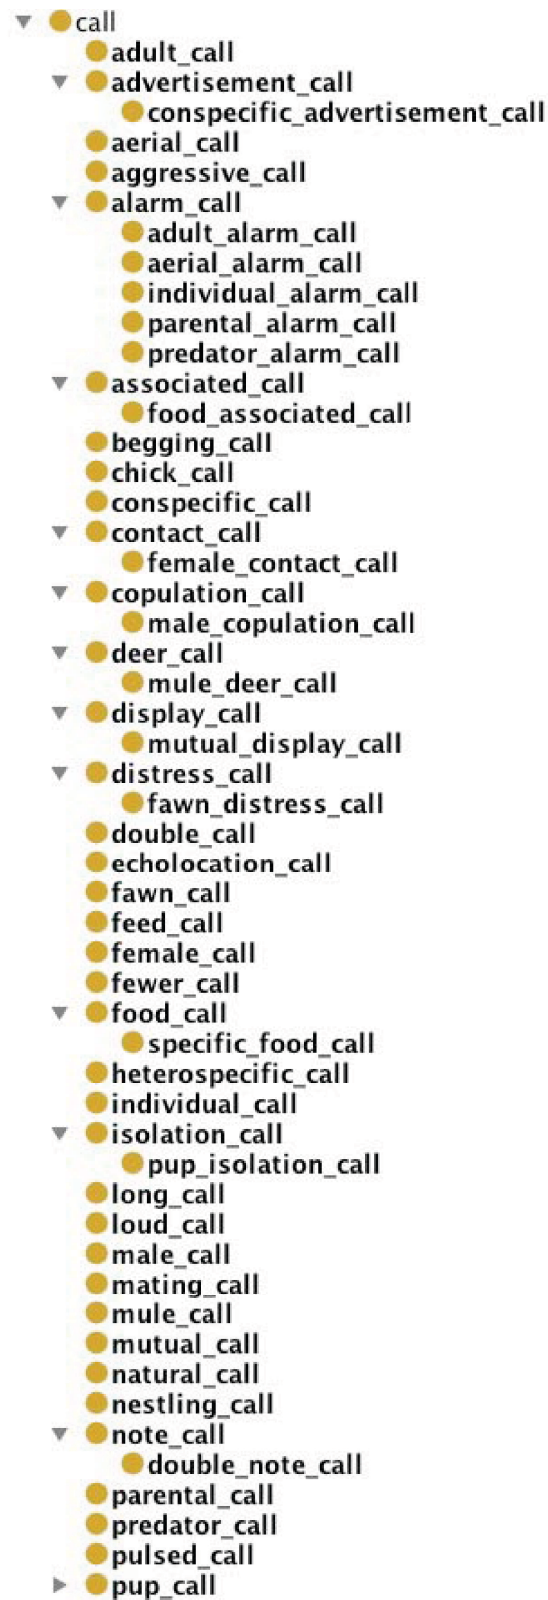 call
adult_call
advertisement_call
conspecific_advertisement_call
aerial_call
aggressive_call
alarm_call
adult_alarm_call
aerial_alarm_call
individual_alarm_call
parental_alarm_call
predator_alarm_call
associated_call
food_associated_call
begging_call
chick_call
conspecific_call
contact_call
female_contact_call
copulation_call
male_copulation_call
deer_call
mule_deer_call
display_call
mutual_display_call
distress_call
fawn_distress_call
double_call
echolocation_call
fawn_call
feed_call
female_call
fewer_call
food_call
specific_food_call
heterospecific_call
individual_call
isolation_call
pup_isolation_call
long_call
loud_call
male_call
mating_call
mule_call
mutual_call
natural_call
nestling_call
note_call
double_note_call
parental_call
predator_call
pulsed_call
pup_call